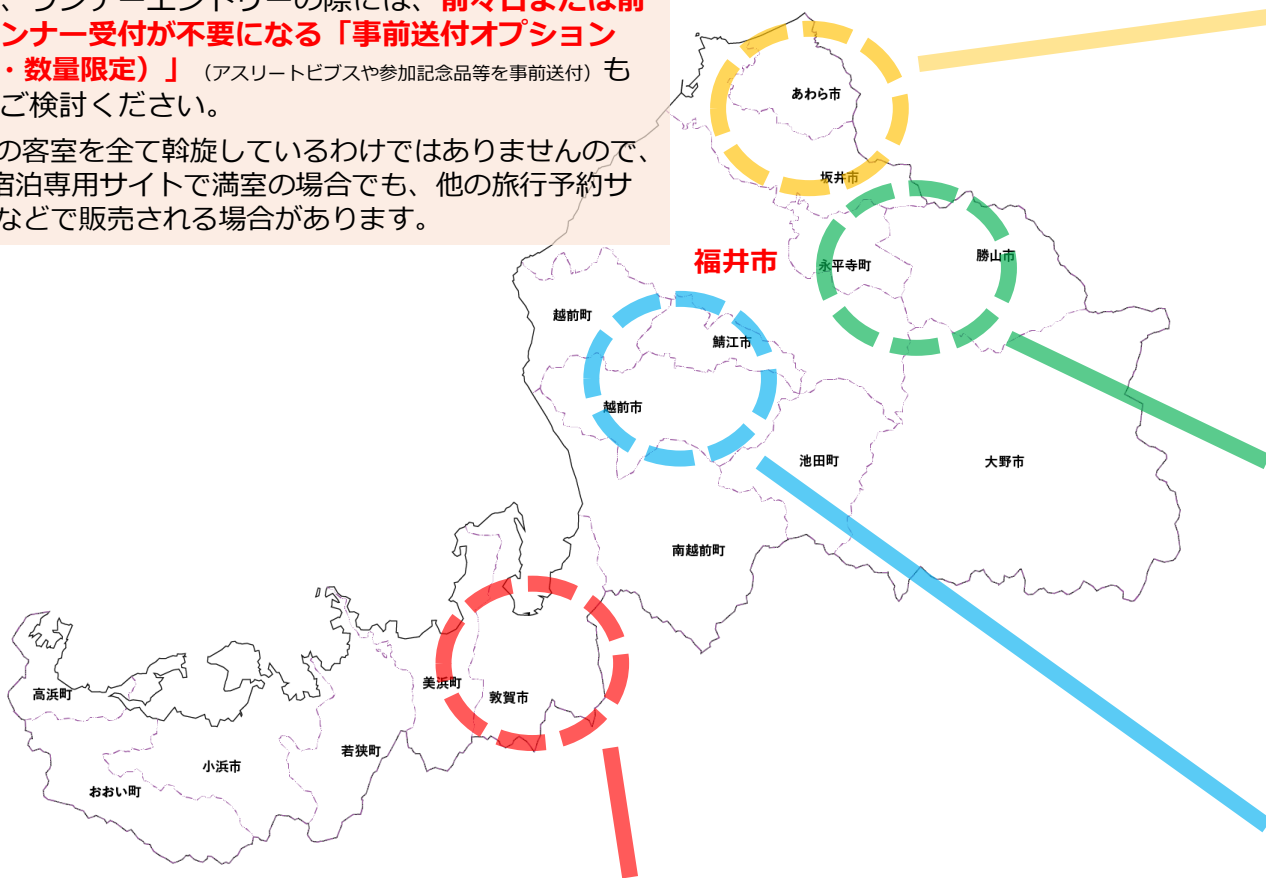 、ランナーエントリーの際には、前々日または前
ンナー受付が不要になる「事前送付オプション
・数量限定）」（アスリートビブスや参加記念品等を事前送付）も
ご検討ください。
の客室を全て斡旋しているわけではありませんので、
宿泊専用サイトで満室の場合でも、他の旅行予約サ
などで販売される場合があります。
あわら市
坂井市
福井市
永平寺町
勝山市
越前町
鯖江市
越前市
池田町
大野市
南越前町
美浜町
敦賀市
高浜町
若狭町
小浜市
おおい町